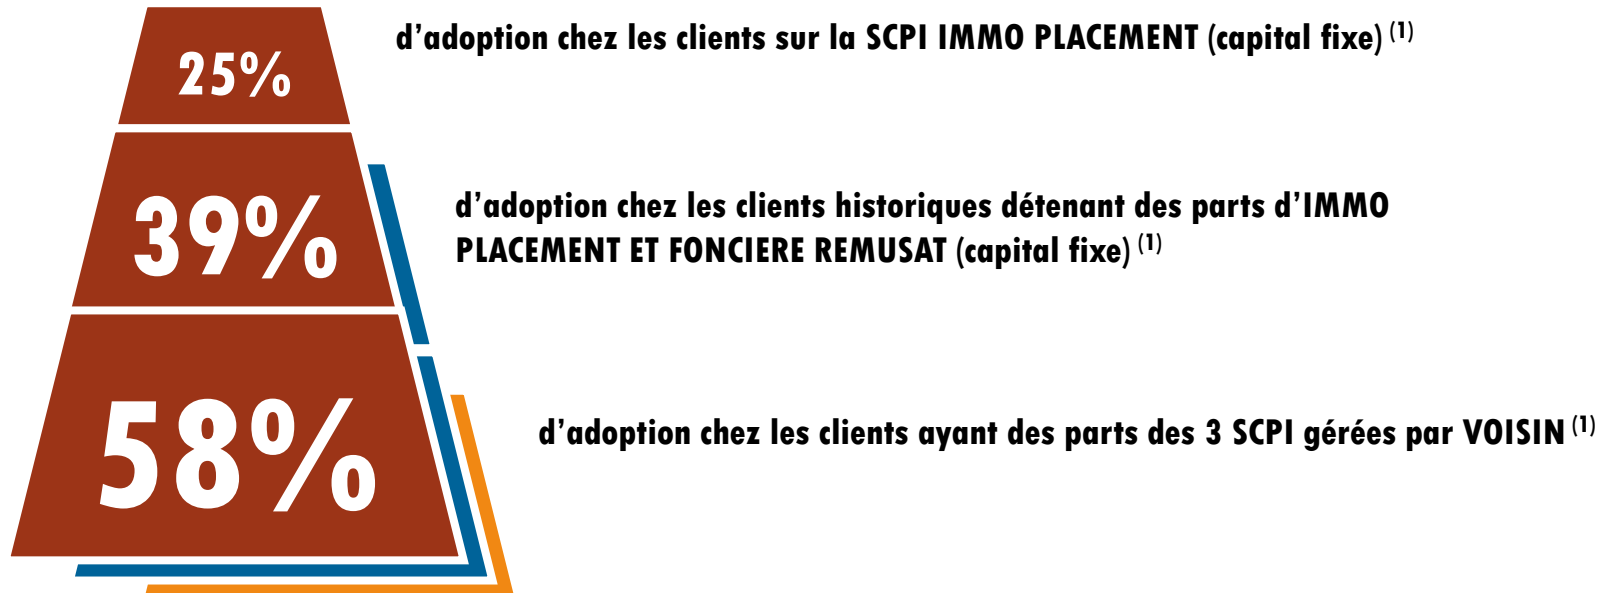 25%
d'adoption chez les clients sur la SCPI IMMO PLACEMENT (capital fixe) (1)
39%
d'adoption chez les clients historiques détenant des parts d'IMMO
PLACEMENT ET FONCIERE REMUSAT (capital fixe) (1)
58%
d'adoption chez les clients ayant des parts des 3 SCPI gérées par VOISIN (1)